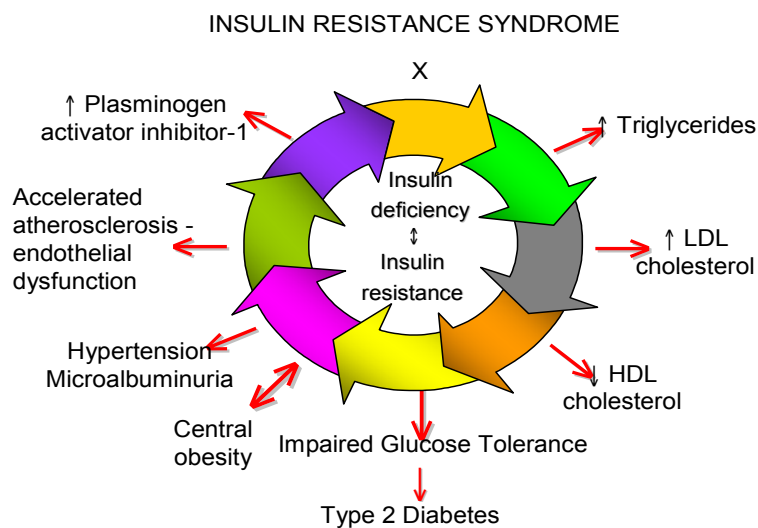 INSULIN RESISTANCE SYNDROME
X
↑ Plasminogen
activator inhibitor-1
↑ Triglycerides
Insulin
deficiency
↕
Insulin
resistance
Accelerated
atherosclerosis -
endothelial
dysfunction
↑ LDL
cholesterol
Hypertension
Microalbuminuria
↓ HDL
cholesterol
Central
obesity
Impaired Glucose Tolerance
Type 2 Diabetes